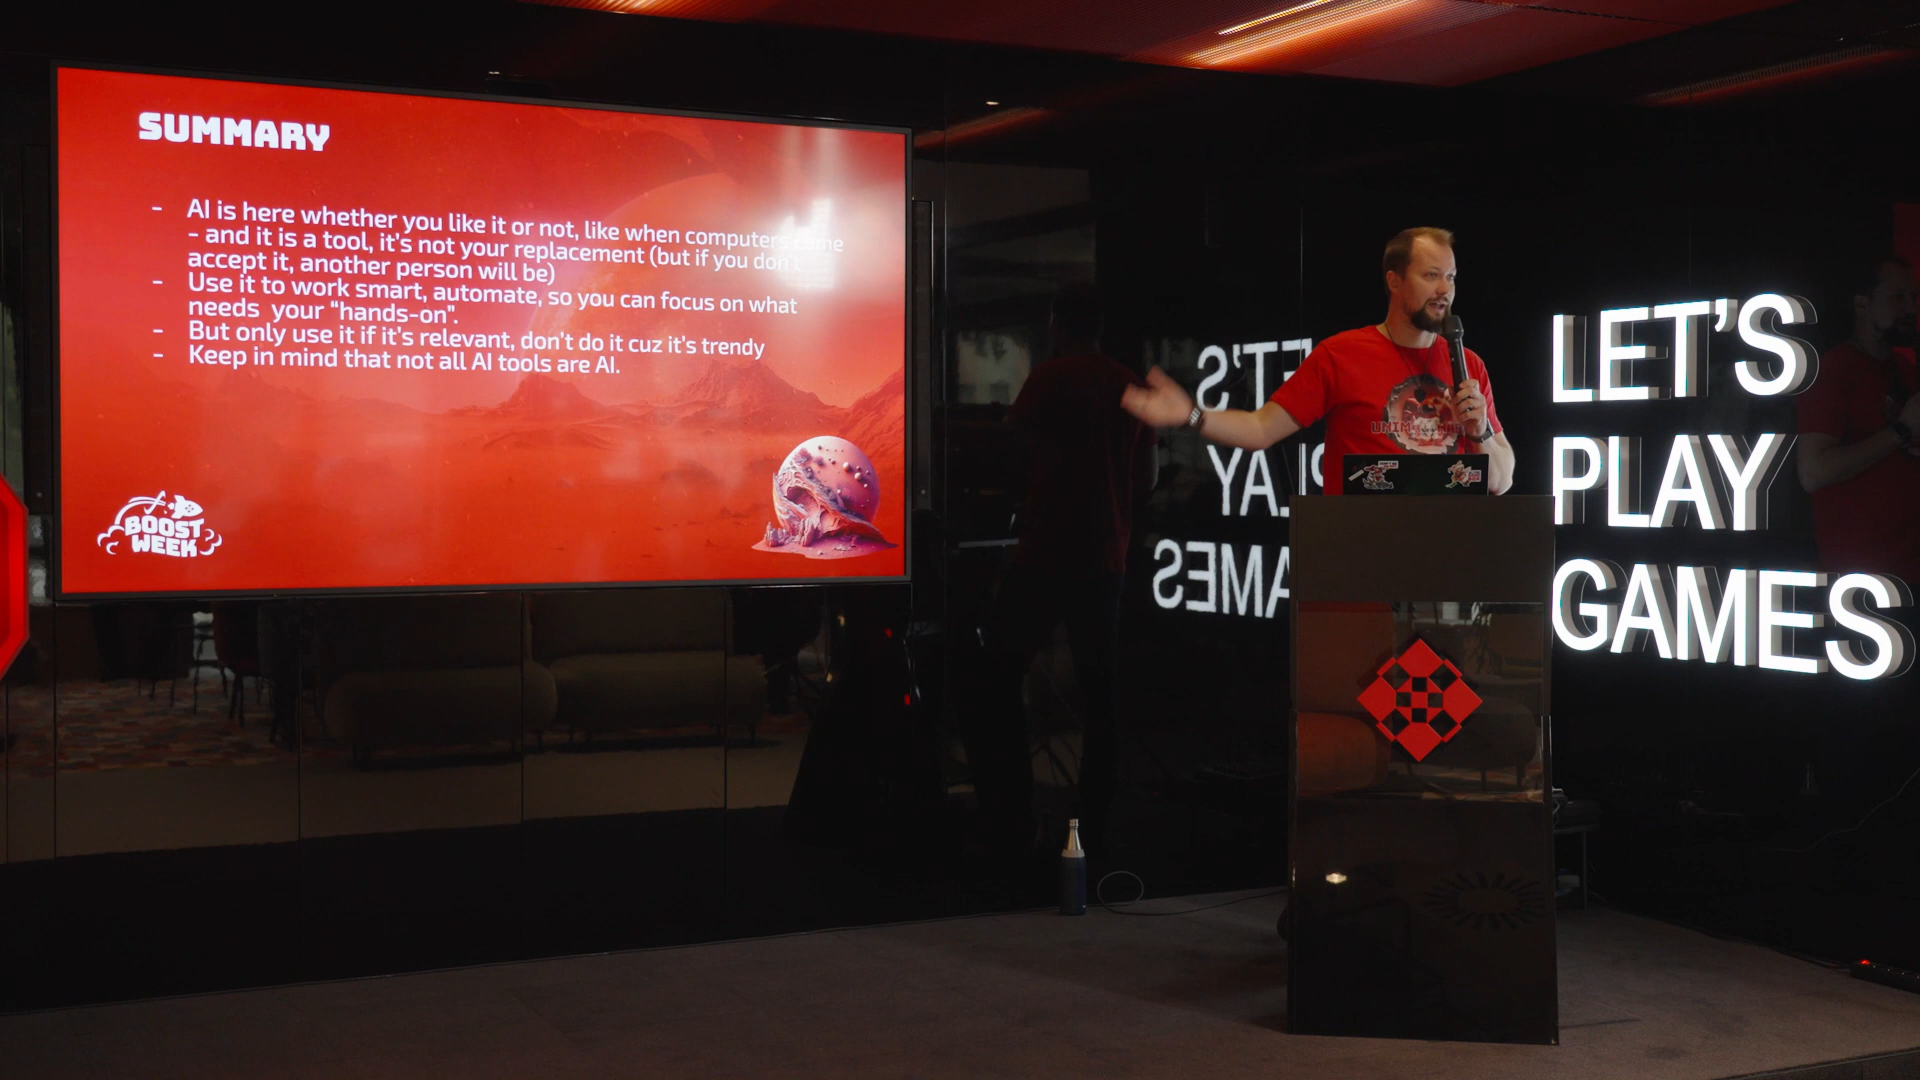 SUMMARY
- AI is here whether you like it or not, like when computers come
- and it is a tool, it's not your replacement (but if you don't
accept it, another person will be)
- Use it to work smart, automate, so you can focus on what
needs your "hands-on".
- But only use it if it's relevant, don't do it cuz it's trendy
- Keep in mind that not all AI tools are AI.
BOOST
WEEK
LET'S
PLAY
GAMES